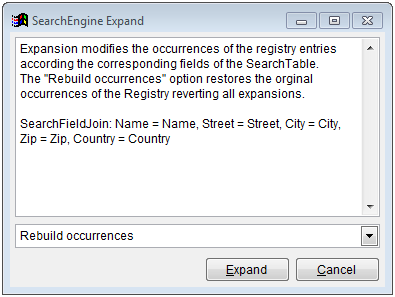 SearchEngine Expand
Expansion modifies the occurrences of the registry entries
according the corresponding fields of the SearchTable.
The "Rebuild occurrences" option restores the orginal
occurrences of the Registry reverting all expansions.
SearchFieldJoin: Name = Name, Street = Street, City = City,
Zip = Zip, Country = Country
Rebuild occurrences
Expand
Cancel